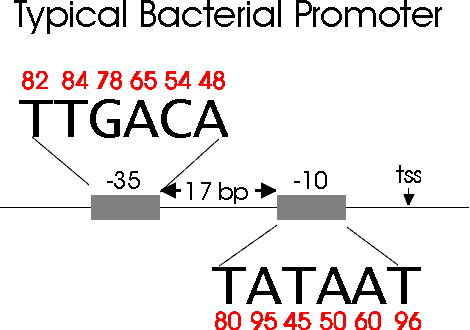 Typical Bacterial Promoter
82 84 78 65 54 48
TTGACA
-35 17 bp -10 tss
TATAAT
80 95 45 50 60 96